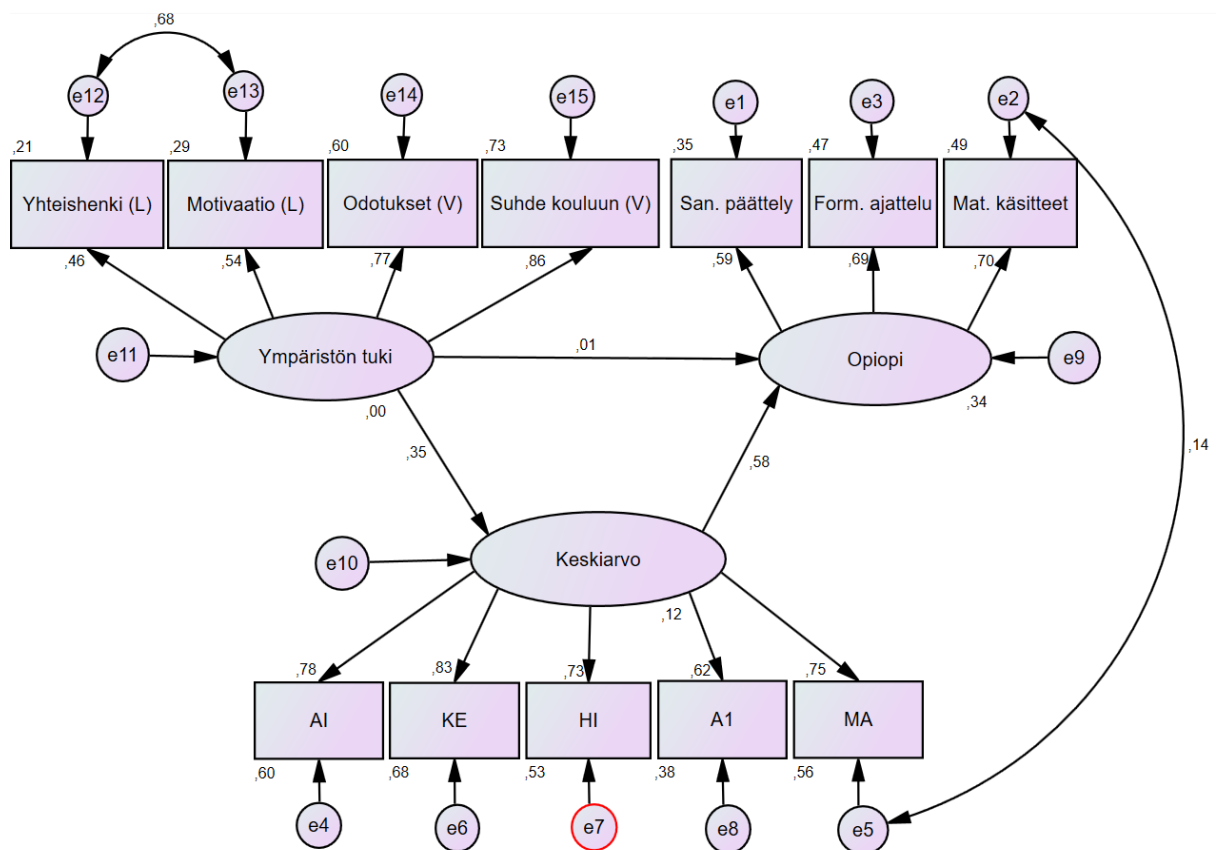 ,68
e12
e13
e14
e15
e1
e3
e2
,21
,29
,60
,73
,35
,47
,49
Yhteishenki (L)
Motivaatio (L)
Odotukset (V)
Suhde kouluun (V)
San. päättely
Form. ajattelu
Mat. käsitteet
,46
,54
,77
,86
,59
,69
,70
e11
Ympäristön tuki
,01
Opiopi
e9
,00
,34
,35
,58
,14
e10
Keskiarvo
,12
,78
,83
,73
,62
,75
AI
KE
HI
A1
MA
,60
,68
,53
,38
,56
e4
e6
e7
e8
e5